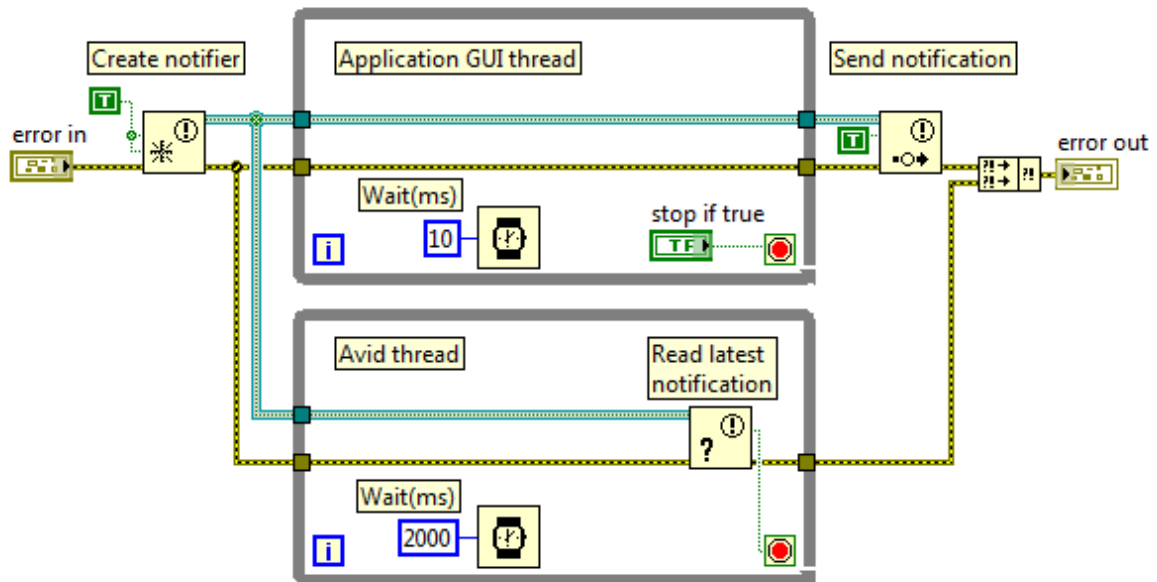 Create notifier
Application GUI thread
Send notification
T
error in
T
error out
Wait(ms)
10
stop if true
TF
i
Avid thread
Read latest
notification
?
Wait(ms)
2000
i